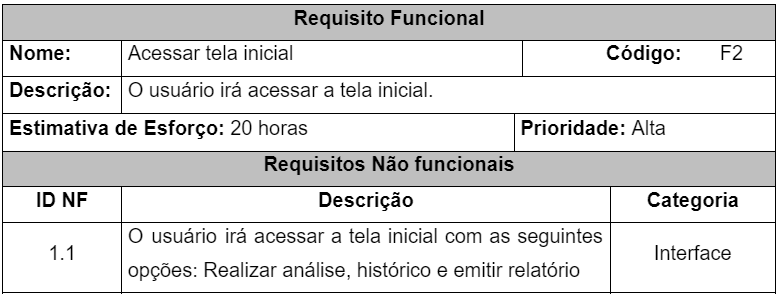 Requisito Funcional
Nome: Acessar tela inicial Código: F2
Descrição: O usuário irá acessar a tela inicial.
Estimativa de Esforço: 20 horas Prioridade: Alta
Requisitos Não funcionais
ID NF Descrição Categoria
1.1 O usuário irá acessar a tela inicial com as seguintes
opções: Realizar análise, histórico e emitir relatório Interface